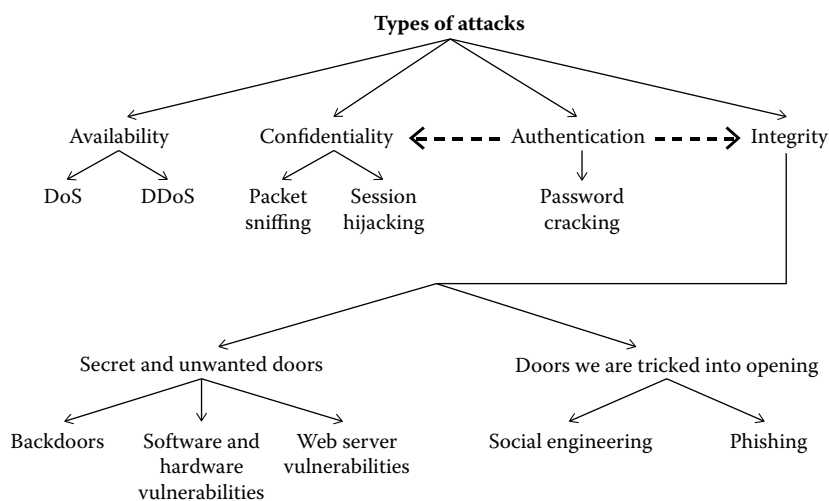 Types of attacks
Availability
Confidentiality
Authentication
Integrity
DoS
DDoS
Packet
sniffing
Session
hijacking
Password
cracking
Secret and unwanted doors
Doors we are tricked into opening
Backdoors
Software and
hardware
vulnerabilities
Web server
vulnerabilities
Social engineering
Phishing